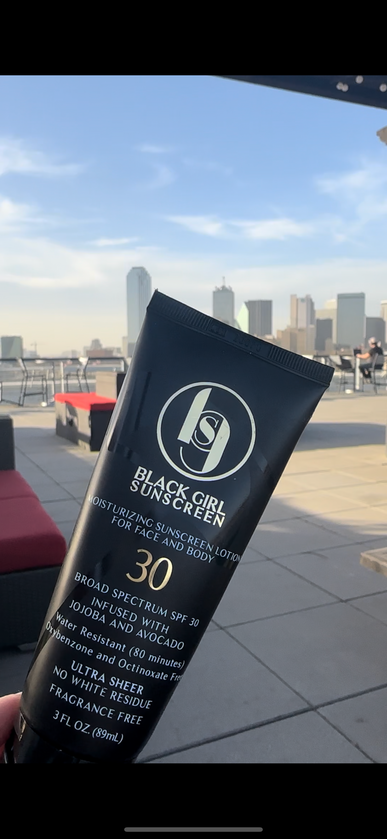 bgs
BLACK GIRL
SUNSCREEN
MOISTURIZING SUNSCREEN LOTION
FOR FACE AND BODY
30
BROAD SPECTRUM SPF 30
INFUSED WITH
JOJOBA AND AVOCADO
Water Resistant (80 minutes)
Oxybenzone and Octinoxate Free
ULTRA SHEER
NO WHITE RESIDUE
FRAGRANCE FREE
3 FL OZ. (89mL)